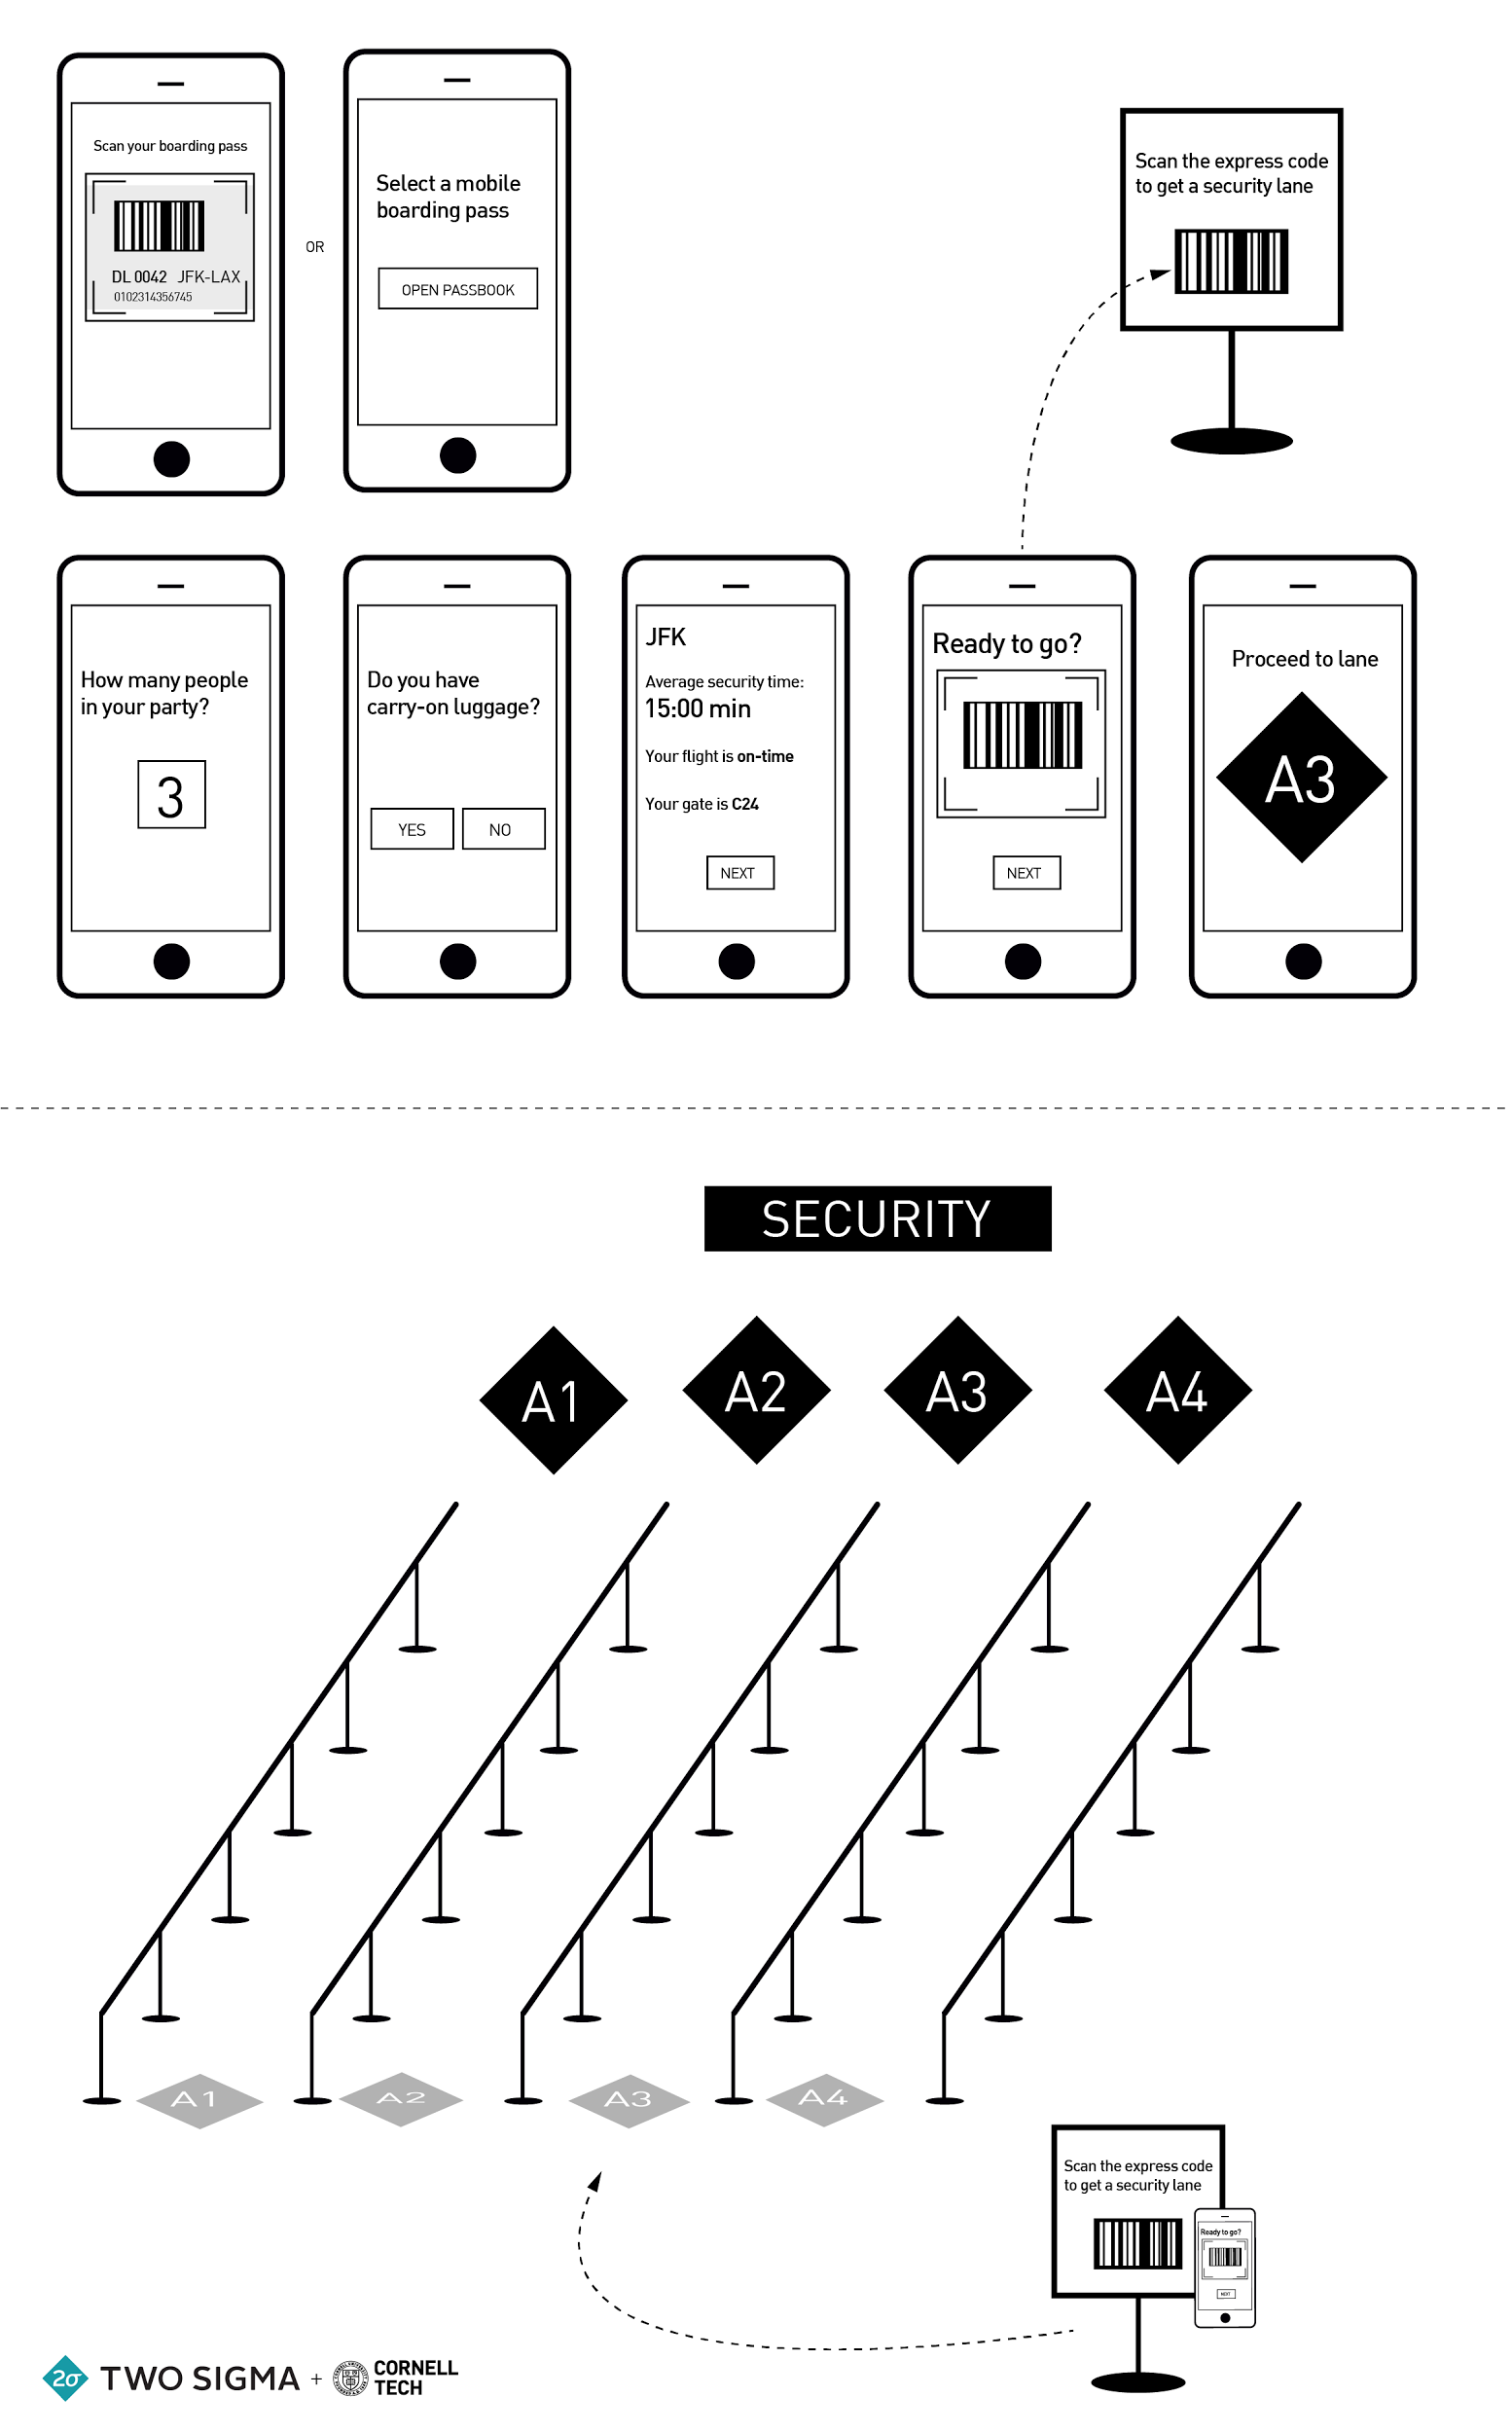 Scan your boarding pass
DL 0042 JFK-LAX
0102314356745
OR
Select a mobile
boarding pass
OPEN PASSBOOK
Scan the express code
to get a security lane
How many people
in your party?
3
Do you have
carry-on luggage?
YES NO
JFK
Average security time:
15:00 min
Your flight is on-time
Your gate is C24
NEXT
Ready to go?
NEXT
Proceed to lane
A3
SECURITY
A1 A2 A3 A4
A1 A2 A3 A4
Scan the express code
to get a security lane
Ready to go?
NEXT
2σ TWO SIGMA + CORNELL
TECH